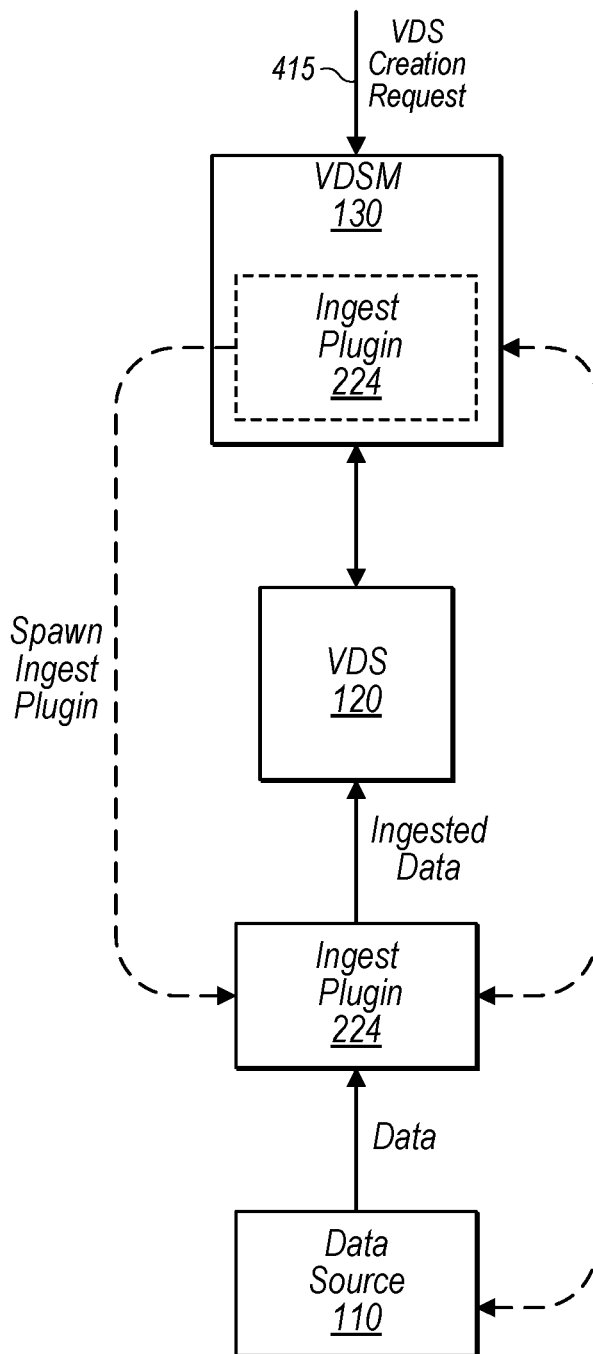 VDS
Creation
Request
415
VDSM
130
Ingest
Plugin
224
Spawn
Ingest
Plugin
VDS
120
Ingested
Data
Ingest
Plugin
224
Data
Data
Source
110